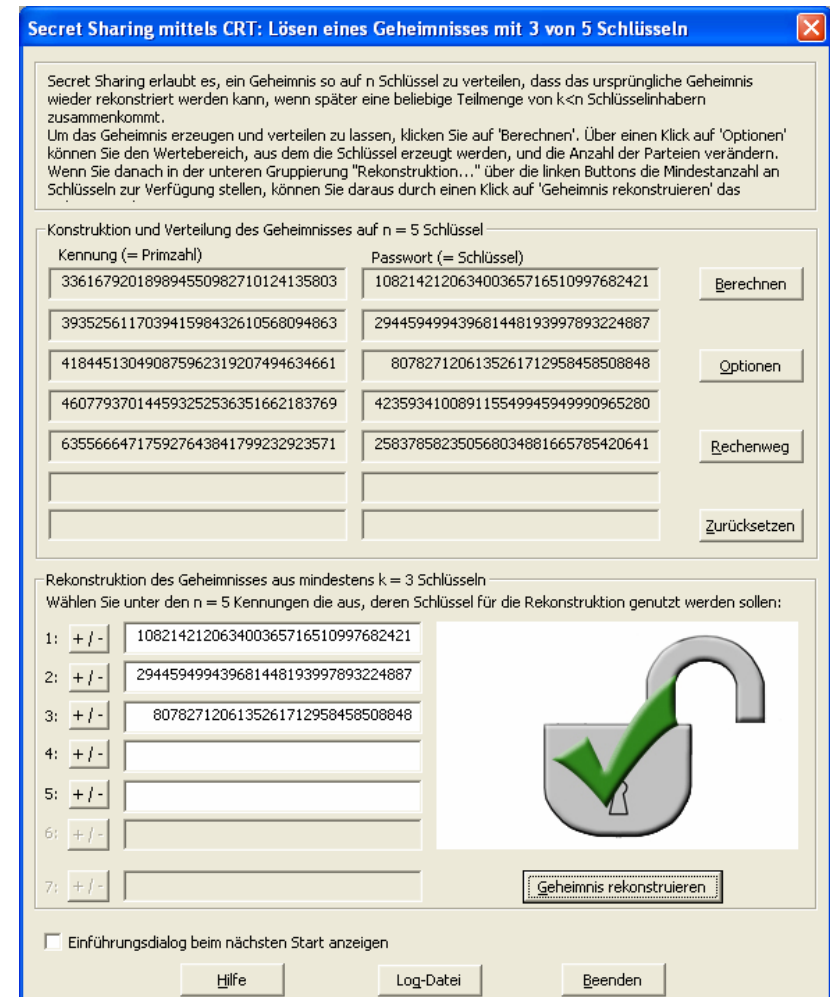 Secret Sharing mittels CRT: Lösen eines Geheimnisses mit 3 von 5 Schlüsseln
Secret Sharing erlaubt es, ein Geheimnis so auf n Schlüssel zu verteilen, dass das ursprüngliche Geheimnis
wieder rekonstriert werden kann, wenn später eine beliebige Teilmenge von k<n Schlüsselinhabern
zusammenkommt.
Um das Geheimnis erzeugen und verteilen zu lassen, klicken Sie auf 'Berechnen'. Über einen Klick auf 'Optionen'
können Sie den Wertebereich, aus dem die Schlüssel erzeugt werden, und die Anzahl der Parteien verändern.
Wenn Sie danach in der unteren Gruppierung "Rekonstruktion..." über die linken Buttons die Mindestanzahl an
Schlüsseln zur Verfügung stellen, können Sie daraus durch einen Klick auf 'Geheimnis rekonstruieren' das
Konstruktion und Verteilung des Geheimnisses auf n = 5 Schlüssel
Kennung (= Primzahl) Passwort (= Schlüssel)
336167920189894550982710124135803 108214212063400365716510997682421 Berechnen
393525611703941598432610568094863 294459499439681448193997893224887
418445130490875962319207494634661 80782712061352617129584585088​48 Optionen
460779370144593252536351662183769 423593410089115549945949990965280
635566647175927643841799232923571 258378582350568034881665785420641 Rechenweg
Zurücksetzen
Rekonstruktion des Geheimnisses aus mindestens k = 3 Schlüsseln
Wählen Sie unter den n = 5 Kennungen die aus, deren Schlüssel für die Rekonstruktion genutzt werden sollen:
1: + / - 108214212063400365716510997682421
2: + / - 294459499439681448193997893224887
3: + / - 8078271206135261712958458508848
4: + / -
5: + / -
6: + / -
7: + / - Geheimnis rekonstruieren
Einführungsdialog beim nächsten Start anzeigen
Hilfe Log-Datei Beenden